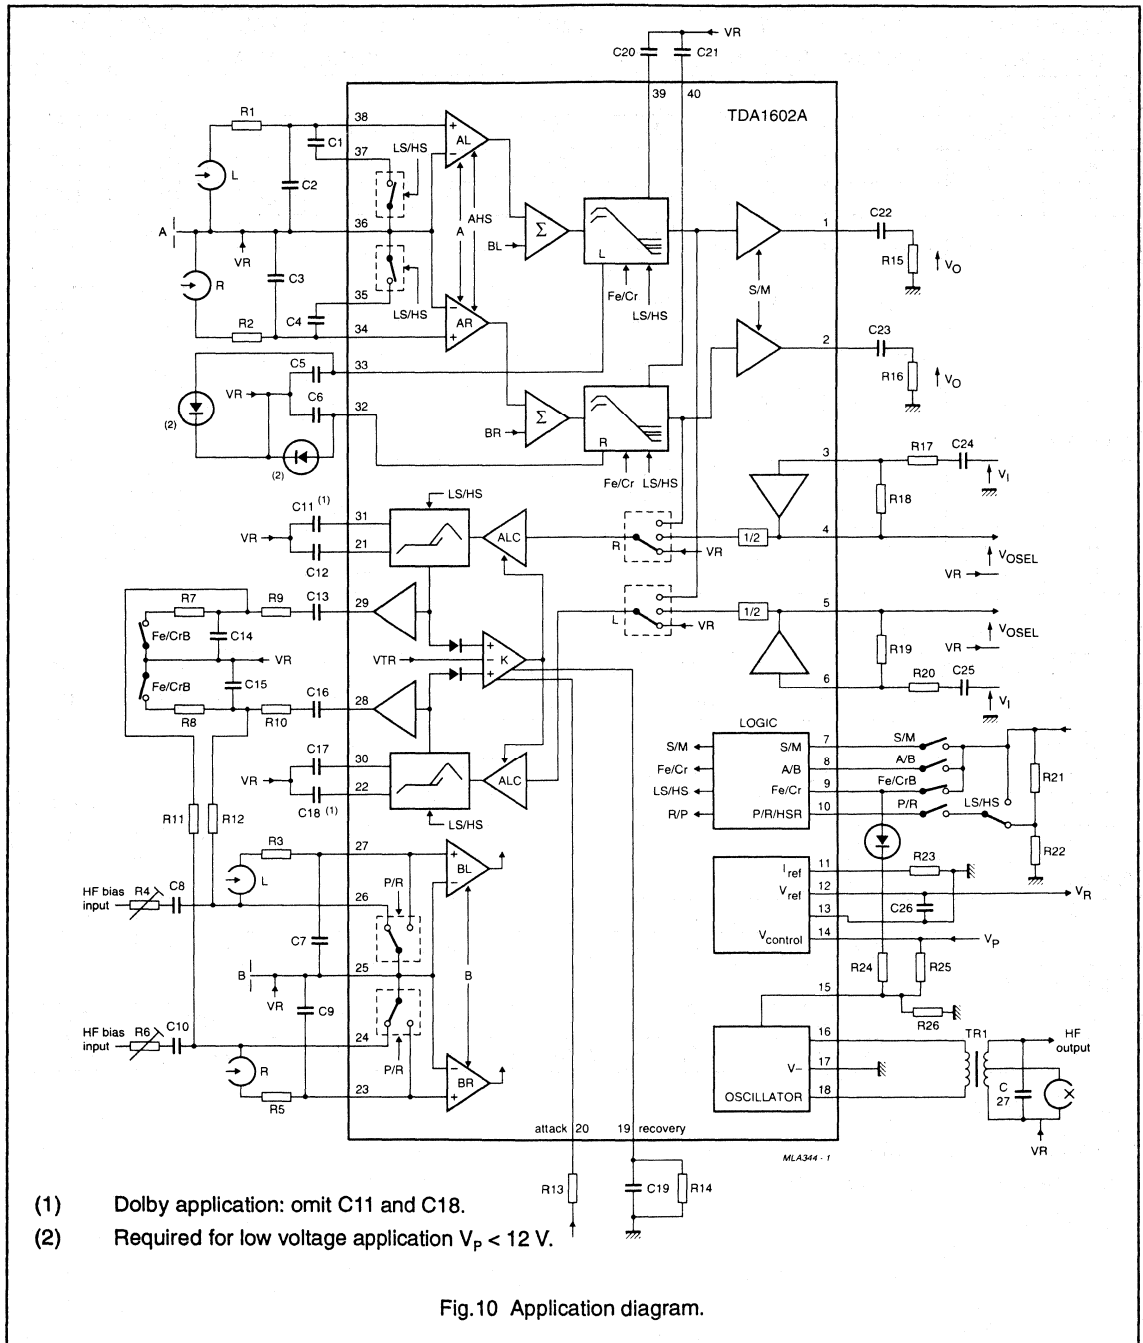 VR
C20
C21
39
40
TDA1602A
R1
38
C1
37
LS/HS
AL
L
C2
A
36
VR
A
AHS
Σ
BL
L
Fe/Cr
LS/HS
1
C22
R15
VO
R
C3
35
LS/HS
C4
R2
34
AR
S/M
2
C23
R16
VO
C5
33
VR
C6
32
(2)
(2)
BR
Σ
R
Fe/Cr
LS/HS
3
R17
C24
VI
R18
C11 (1)
31
VR
21
C12
LS/HS
ALC
R
VR
1/2
4
VOSEL
VR
R7
R9
C13
29
Fe/CrB
C14
VR
Fe/CrB
C15
R8
R10
C16
28
VTR
K
L
VR
1/2
5
VOSEL
VR
R19
6
R20
C25
VI
C17
30
VR
22
C18 (1)
LS/HS
ALC
LOGIC
S/M
Fe/Cr
LS/HS
R/P
S/M
A/B
Fe/Cr
P/R/HSR
7
8
9
10
S/M
A/B
Fe/CrB
P/R
LS/HS
R21
R22
R11
R12
R3
27
BL
L
HF bias
input
R4
C8
26
P/R
C7
B
25
VR
C9
B
HF bias
input
R6
C10
24
P/R
R
R5
23
BR
Iref
Vref
Vcontrol
11
12
13
14
R23
C26
VR
VP
R24
R25
15
R26
V–
OSCILLATOR
16
17
18
TR1
HF
output
C
27
VR
attack
20
19
recovery
R13
C19
R14
MLA344 - 1
(1) Dolby application: omit C11 and C18.
(2) Required for low voltage application VP < 12 V.
Fig.10 Application diagram.